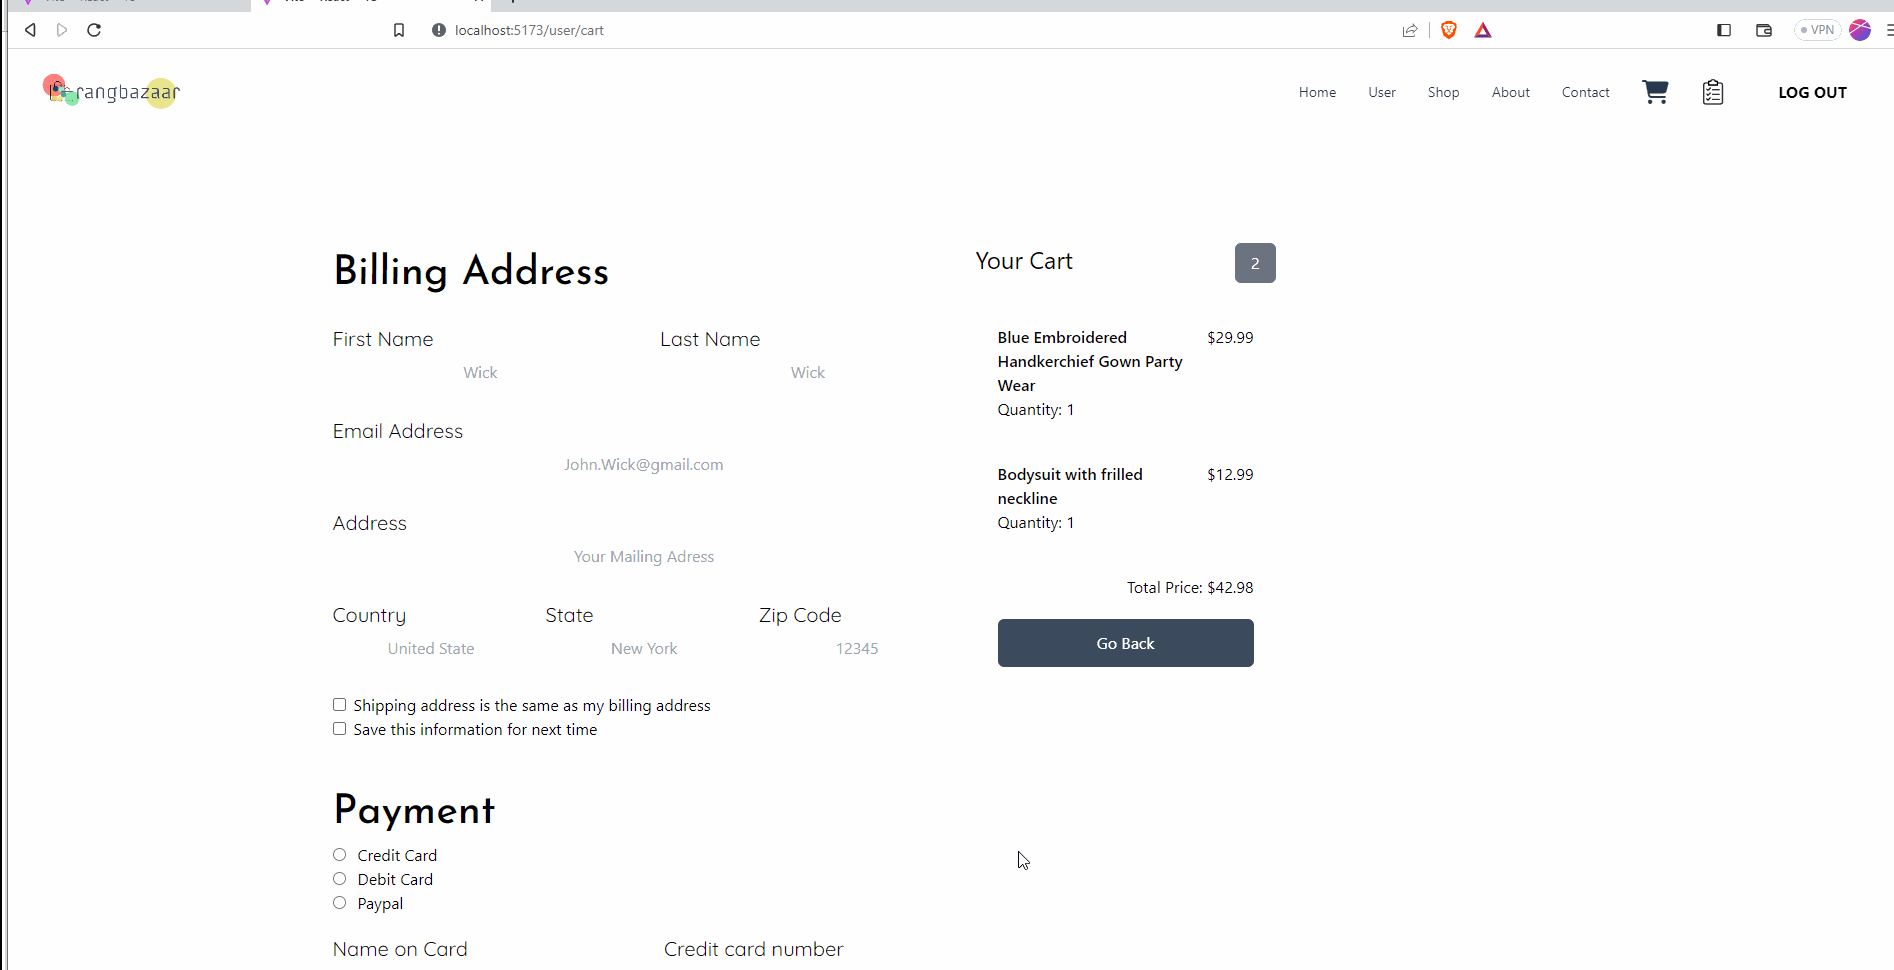 localhost:5173/user/cart
VPN
rangbazaar
Home User Shop About Contact LOG OUT
Billing Address
First Name Last Name
Wick Wick
Email Address
John.Wick@gmail.com
Address
Your Mailing Adress
Country State Zip Code
United State New York 12345
Shipping address is the same as my billing address
Save this information for next time
Payment
Credit Card
Debit Card
Paypal
Name on Card Credit card number
Your Cart 2
Blue Embroidered $29.99
Handkerchief Gown Party
Wear
Quantity: 1
Bodysuit with frilled $12.99
neckline
Quantity: 1
Total Price: $42.98
Go Back